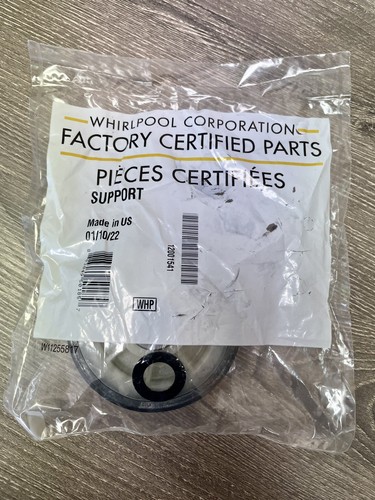 WHIRLPOOL CORPORATION
FACTORY CERTIFIED PARTS
PIÈCES CERTIFIÉES
SUPPORT
Made in US
01/10/22
12001541
WHP
W11255817